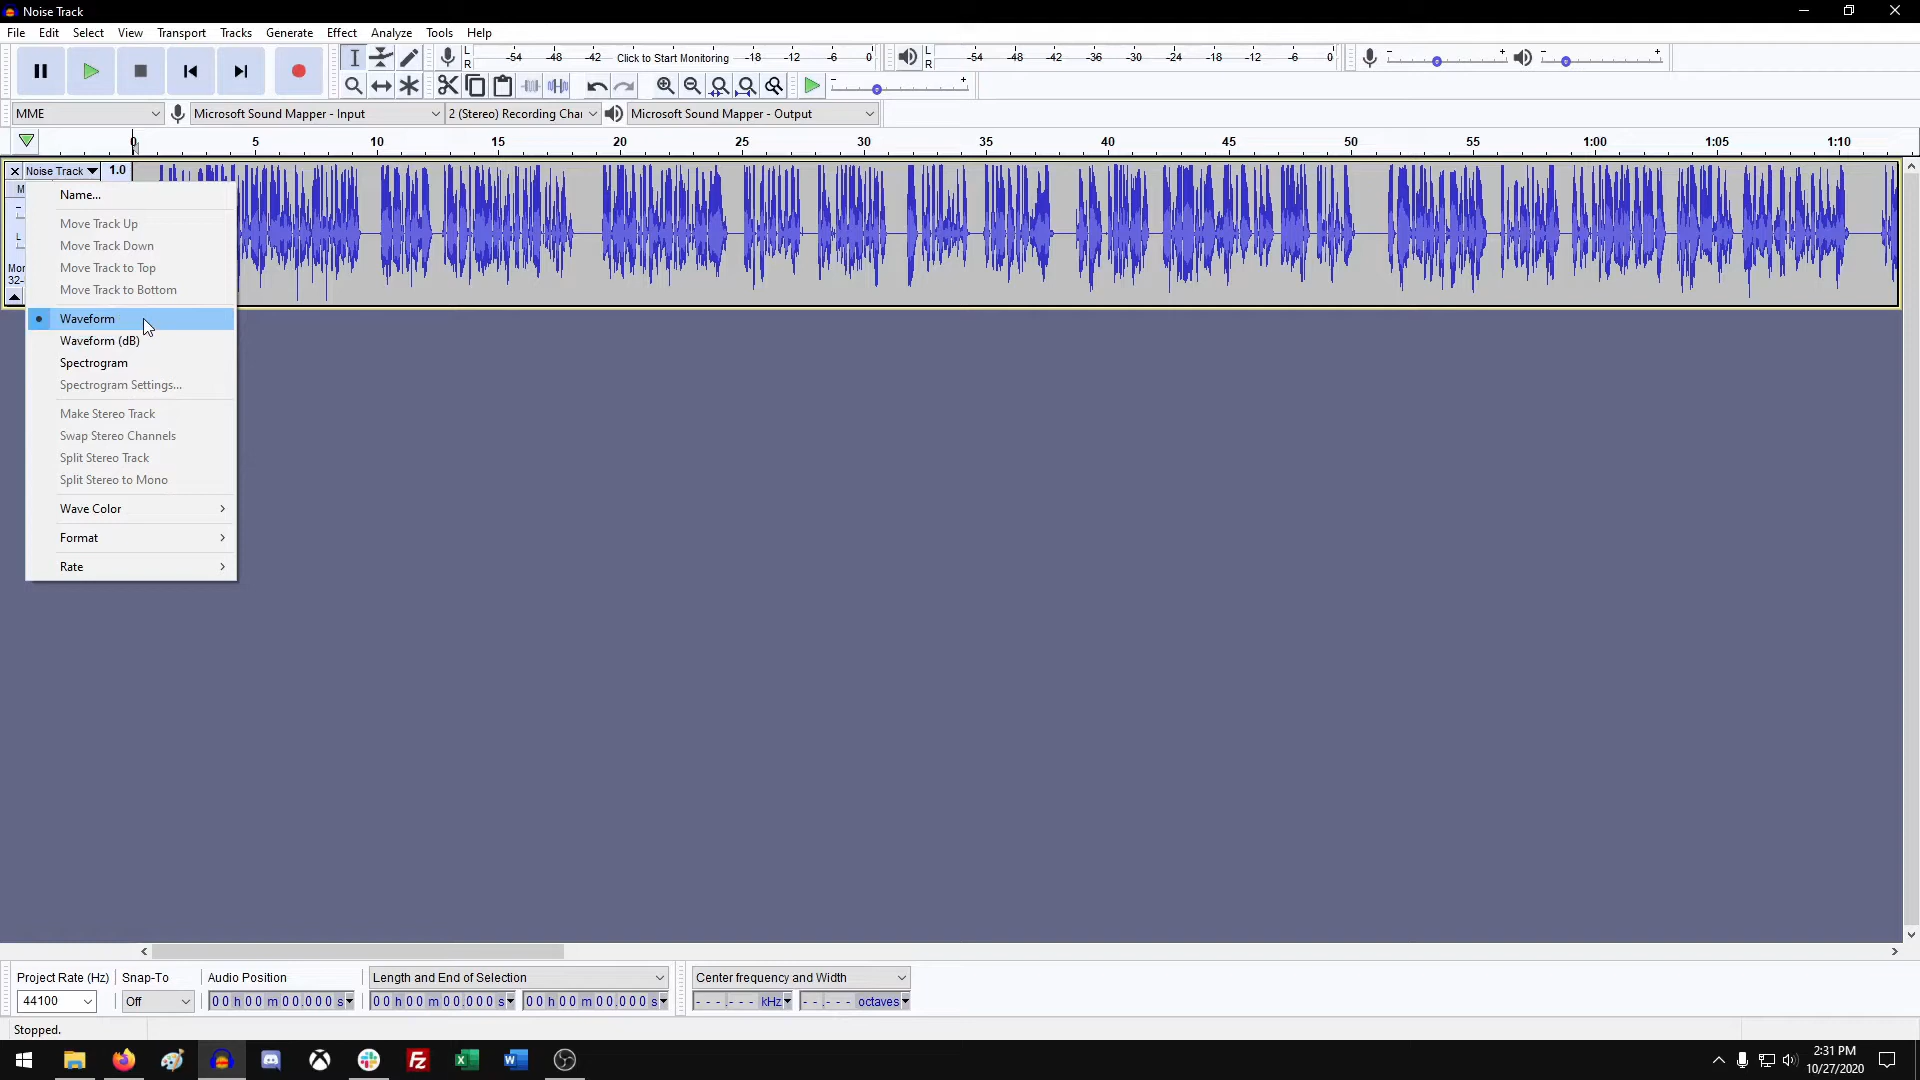 Noise Track
File Edit Select View Transport Tracks Generate Effect Analyze Tools Help
L
R
-54 -48 -42 Click to Start Monitoring -18 -12 -6 0
L
R
-54 -48 -42 -36 -30 -24 -18 -12 -6 0
- +
- +
- +
MME Microsoft Sound Mapper - Input 2 (Stereo) Recording Chai Microsoft Sound Mapper - Output
0 5 10 15 20 25 30 35 40 45 50 55 1:00 1:05 1:10
Noise Track 1.0
M
L
Mor
32-
Name...
Move Track Up
Move Track Down
Move Track to Top
Move Track to Bottom
Waveform
Waveform (dB)
Spectrogram
Spectrogram Settings...
Make Stereo Track
Swap Stereo Channels
Split Stereo Track
Split Stereo to Mono
Wave Color
Format
Rate
Project Rate (Hz) Snap-To Audio Position Length and End of Selection Center frequency and Width
44100 Off 00 h 00 m 00.000 s 00 h 00 m 00.000 s 00 h 00 m 00.000 s ---.--- kHz --.--- octaves
Stopped.
2:31 PM
10/27/2020